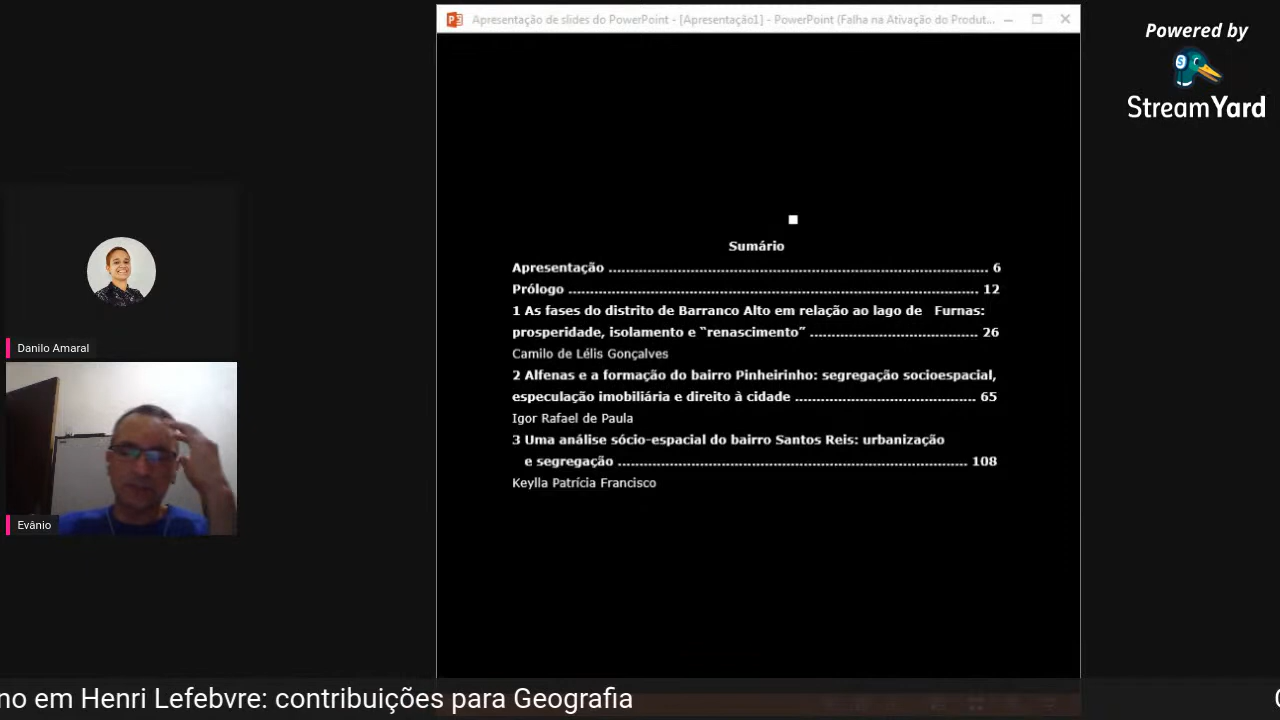 Apresentação de slides do PowerPoint - [Apresentação1] - PowerPoint (Falha na Ativação do Produt...
Powered by
StreamYard
Sumário
Apresentação ........................................................................................ 6
Prólogo ............................................................................................... 12
1 As fases do distrito de Barranco Alto em relação ao lago de Furnas:
prosperidade, isolamento e “renascimento” ....................................... 26
Camilo de Lélis Gonçalves
2 Alfenas e a formação do bairro Pinheirinho: segregação socioespacial,
especulação imobiliária e direito à cidade .......................................... 65
Igor Rafael de Paula
3 Uma análise sócio-espacial do bairro Santos Reis: urbanização
e segregação ................................................................................. 108
Keylla Patrícia Francisco
Danilo Amaral
Evânio
no em Henri Lefebvre: contribuições para Geografia